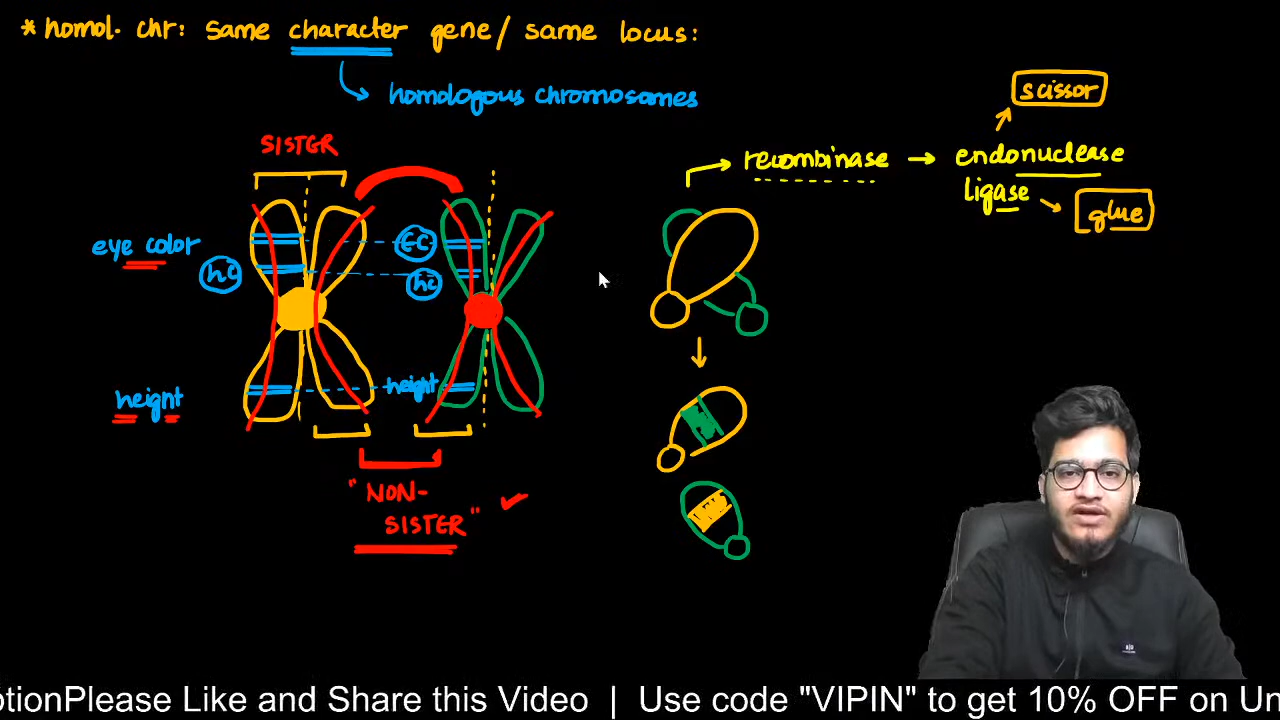 * homol. chr: same character gene/ same locus:
homologous chromosomes
scissor
recombinase → endonuclease
ligase
glue
SISTER
eye color
EC
hc
hc
height
height
"NON-
SISTER" ✓
otionPlease Like and Share this Video | Use code "VIPIN" to get 10% OFF on Un